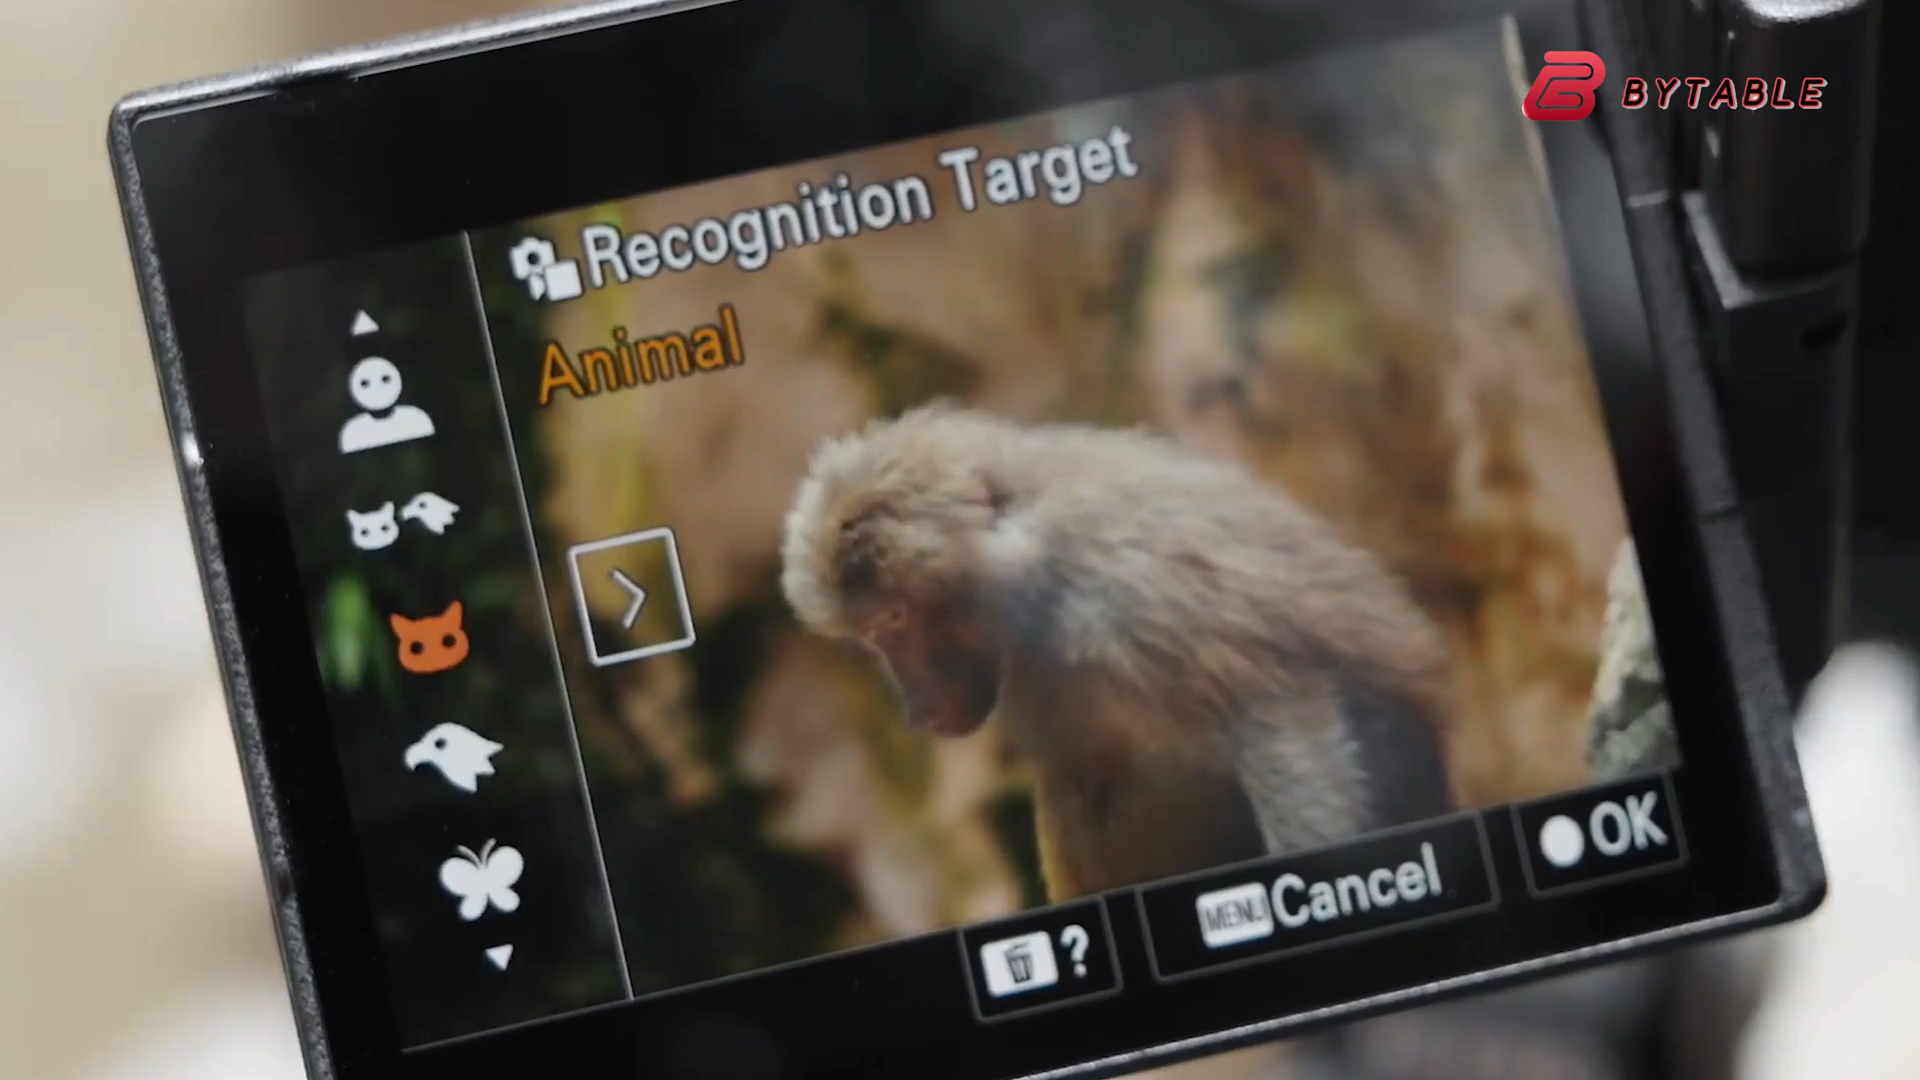 BYTABLE
Recognition Target
Animal
?
MENU Cancel
OK